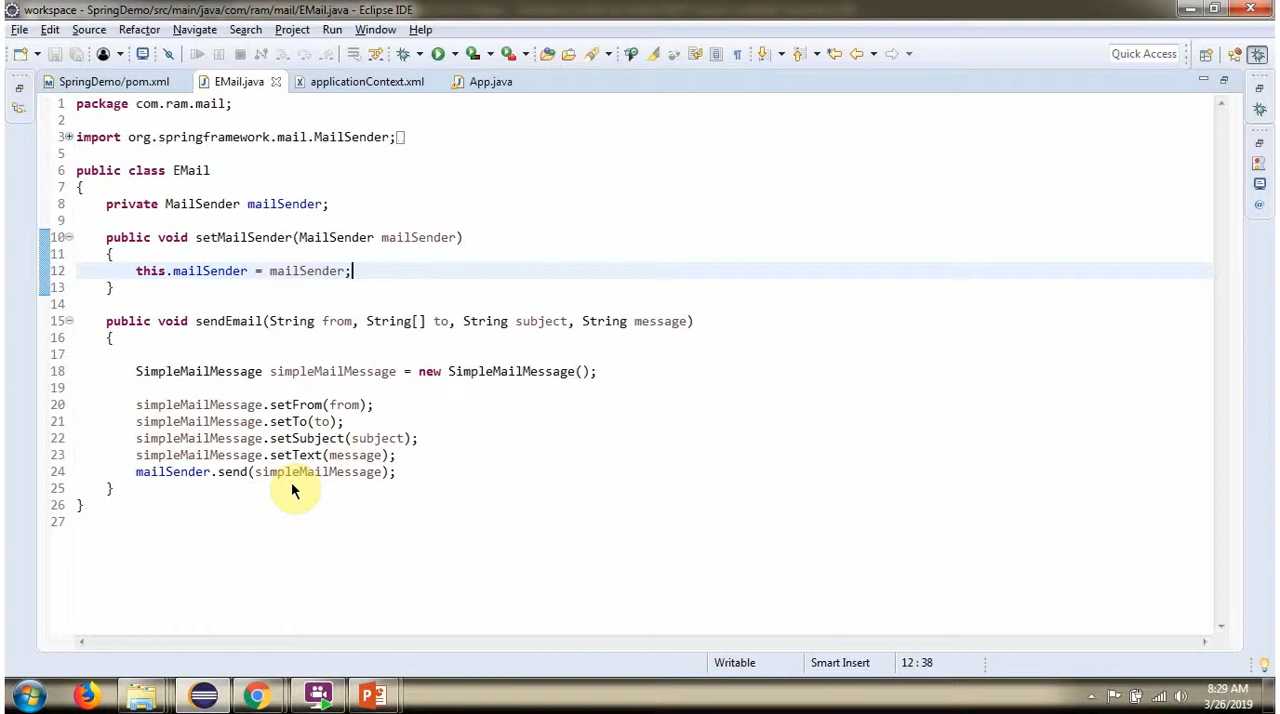 workspace - SpringDemo/src/main/java/com/ram/mail/EMail.java - Eclipse IDE
File Edit Source Refactor Navigate Search Project Run Window Help
Quick Access
SpringDemo/pom.xml EMail.java applicationContext.xml App.java
1 package com.ram.mail;
2
3 import org.springframework.mail.MailSender;
5
6 public class EMail
7 {
8 private MailSender mailSender;
9
10 public void setMailSender(MailSender mailSender)
11 {
12 this.mailSender = mailSender;
13 }
14
15 public void sendEmail(String from, String[] to, String subject, String message)
16 {
17
18 SimpleMailMessage simpleMailMessage = new SimpleMailMessage();
19
20 simpleMailMessage.setFrom(from);
21 simpleMailMessage.setTo(to);
22 simpleMailMessage.setSubject(subject);
23 simpleMailMessage.setText(message);
24 mailSender.send(simpleMailMessage);
25 }
26 }
27
Writable Smart Insert 12 : 38
8:29 AM
3/26/2019